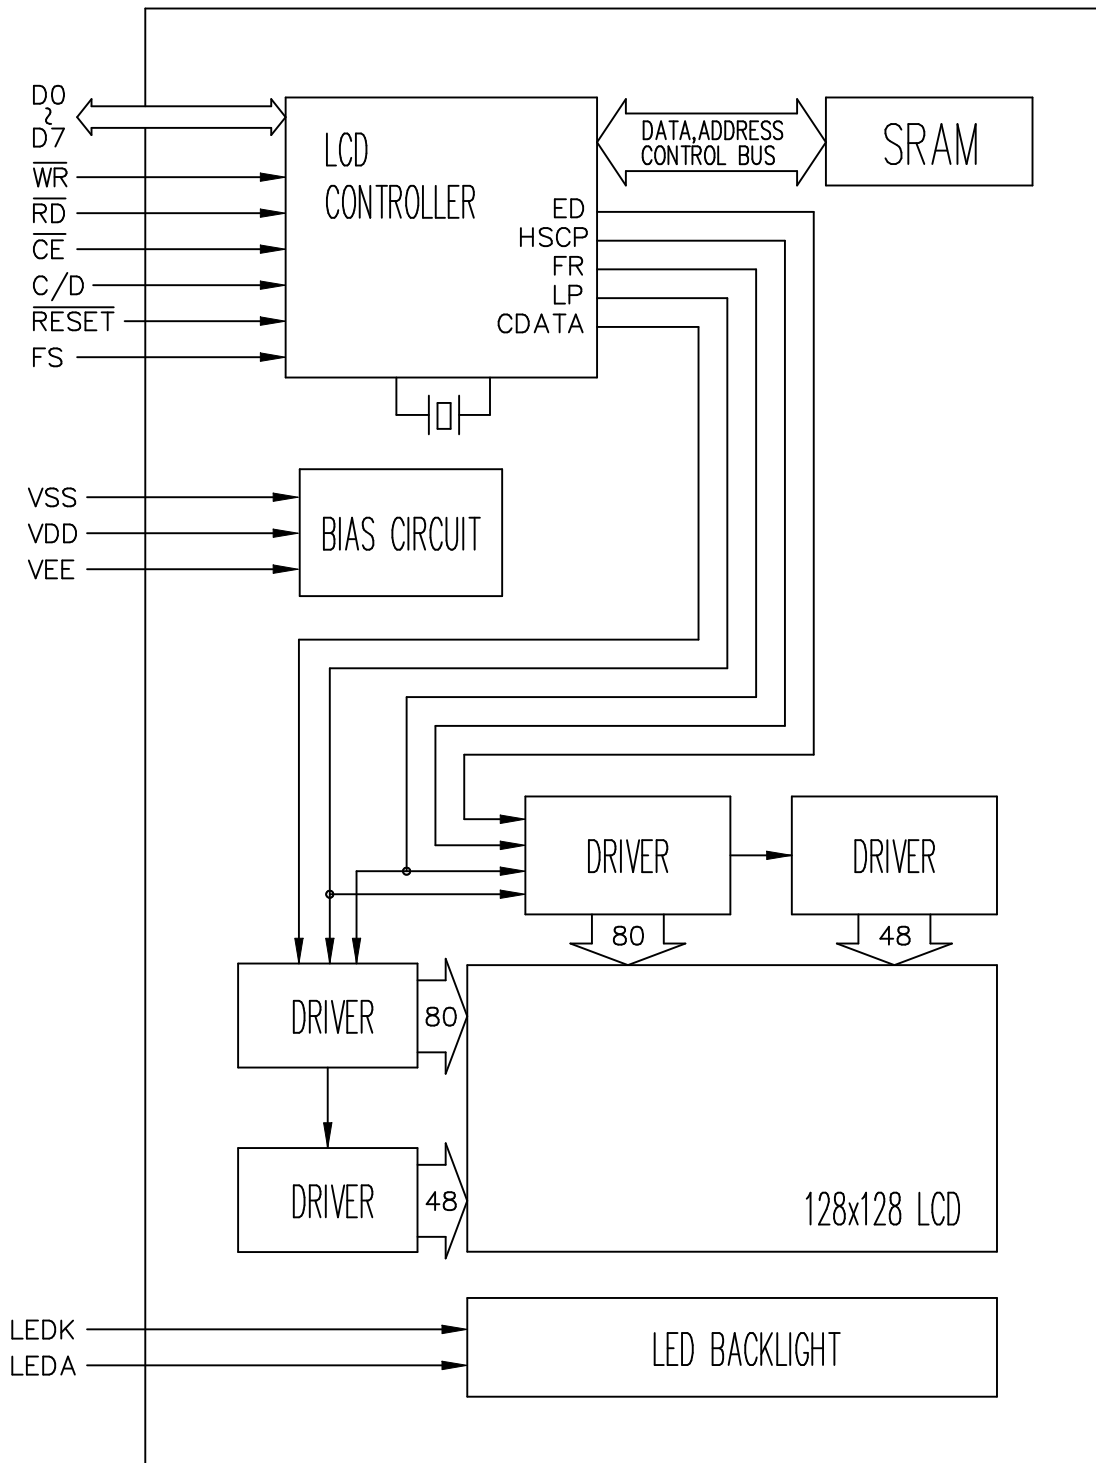 D0
~
D7
WR
RD
CE
C/D
RESET
FS
LCD
CONTROLLER
DATA,ADDRESS
CONTROL BUS
SRAM
ED
HSCP
FR
LP
CDATA
VSS
VDD
VEE
BIAS CIRCUIT
DRIVER
DRIVER
80
48
DRIVER
80
DRIVER
48
128x128 LCD
LEDK
LEDA
LED BACKLIGHT